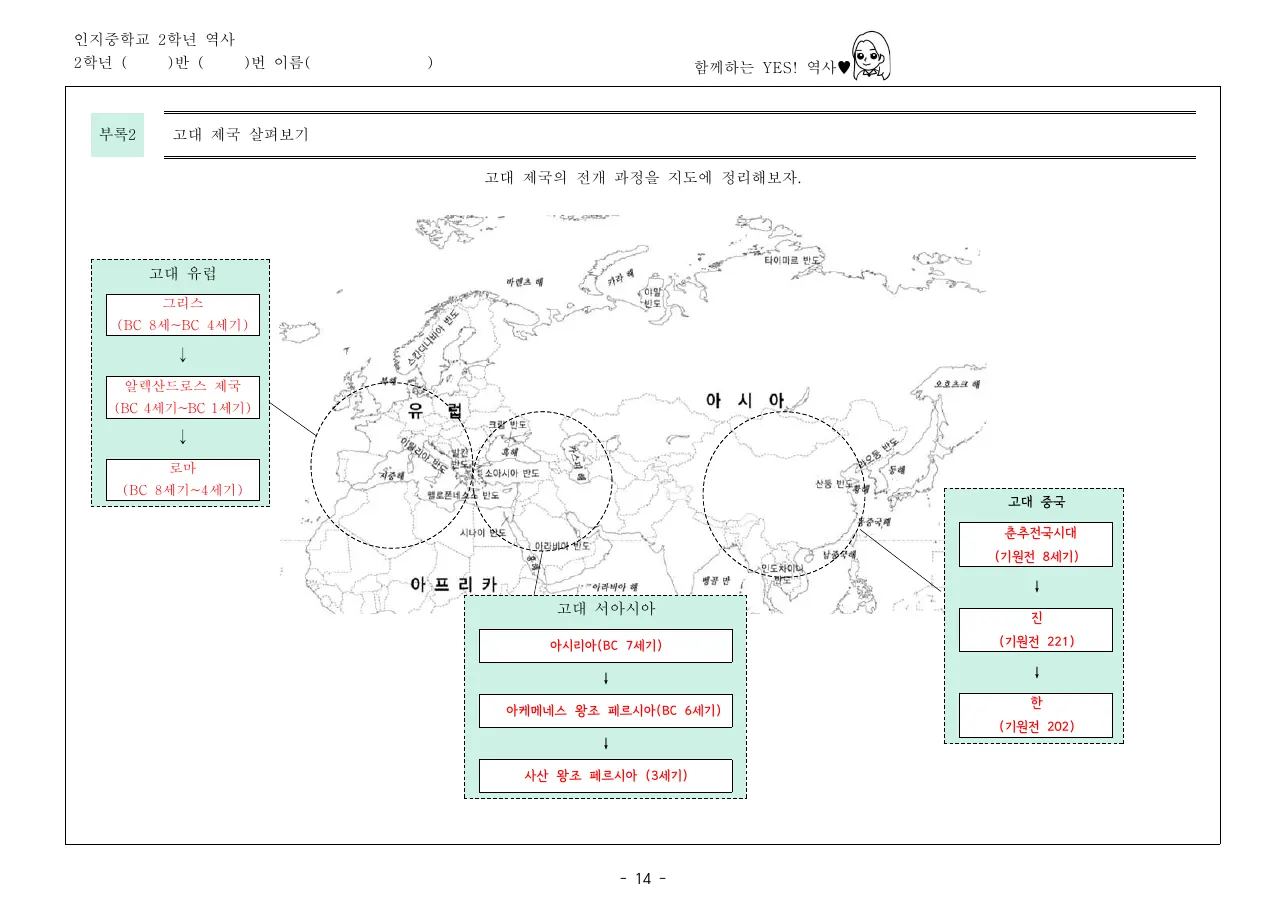 인지중학교 2학년 역사
2학년 (    )반 (    )번 이름(            )
함께하는 YES! 역사♥
부록2
고대 제국 살펴보기
고대 제국의 전개 과정을 지도에 정리해보자.
고대 유럽
그리스
(BC 8세~BC 4세기)
↓
알렉산드로스 제국
(BC 4세기~BC 1세기)
↓
로마
(BC 8세기~4세기)
타이마르 반도
바렌츠 해
카라 해
야말
반도
스칸디나비아 반도
북해
유 럽
아 시 아
오호츠크 해
크림 반도
이탈리아 반도
발칸
반도
흑해
카스피 해
지중해
소아시아 반도
펠로폰네소스 반도
시나이 반도
아라비아 반도
홍해
아프리카
아라비아 해
벵골 만
랴오둥 반도
동해
산둥 반도
황해
동중국해
남중국해
인도차이나
반도
고대 서아시아
아시리아(BC 7세기)
↓
아케메네스 왕조 페르시아(BC 6세기)
↓
사산 왕조 페르시아 (3세기)
고대 중국
춘추전국시대
(기원전 8세기)
↓
진
(기원전 221)
↓
한
(기원전 202)
- 14 -